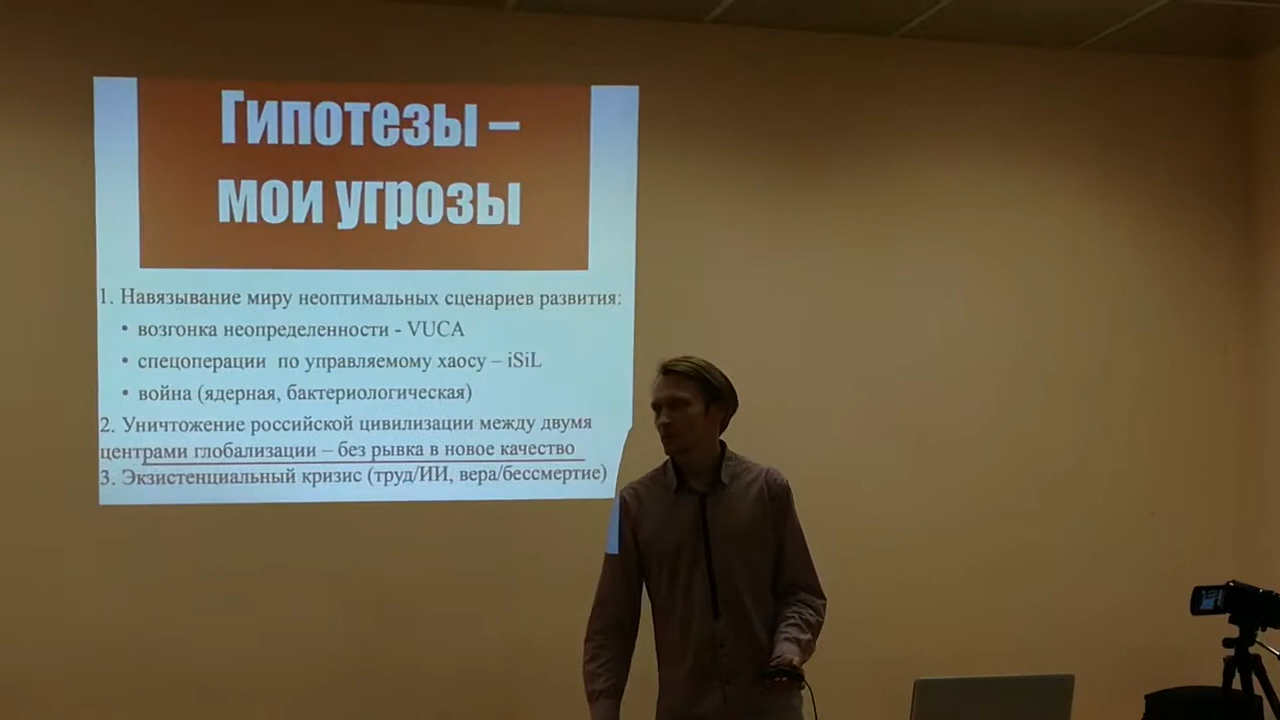 Гипотезы –
мои угрозы
1. Навязывание миру неоптимальных сценариев развития:
• возгонка неопределенности - VUCA
• спецоперации по управляемому хаосу – iSiL
• война (ядерная, бактериологическая)
2. Уничтожение российской цивилизации между двумя
центрами глобализации – без рывка в новое качество
3. Экзистенциальный кризис (труд/ИИ, вера/бессмертие)